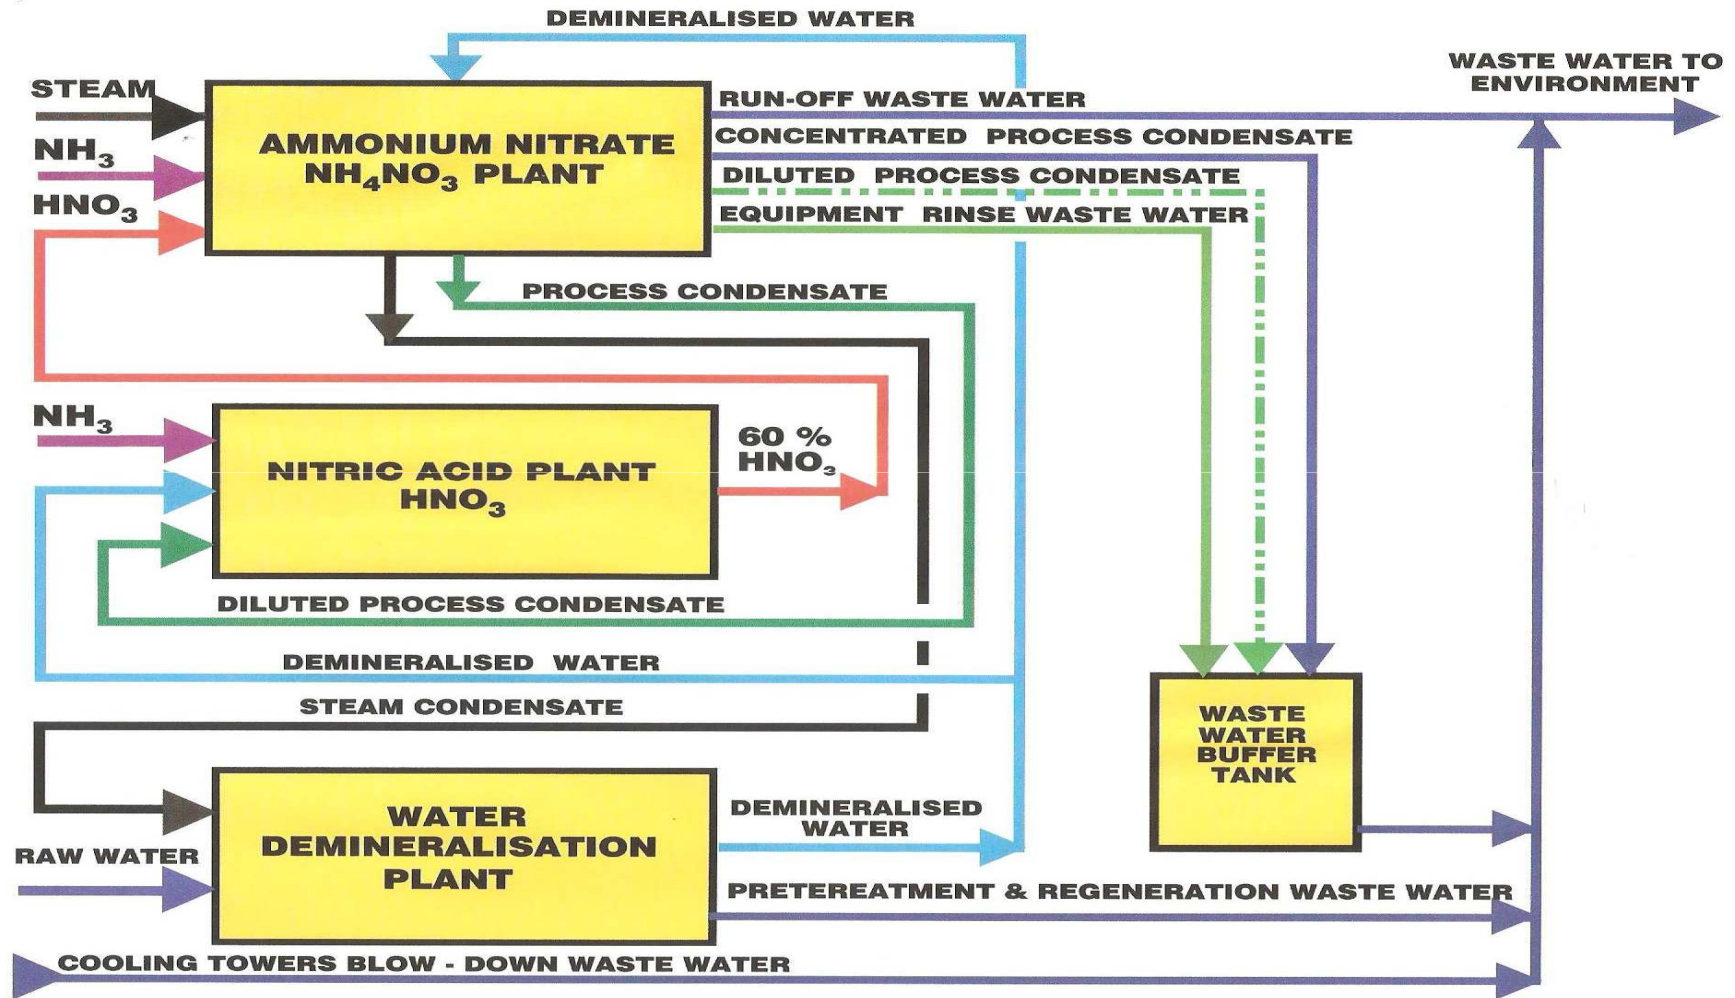 DEMINERALISED WATER
WASTE WATER TO
ENVIRONMENT
STEAM
RUN-OFF WASTE WATER
CONCENTRATED PROCESS CONDENSATE
NH₃
AMMONIUM NITRATE
NH₄NO₃ PLANT
DILUTED PROCESS CONDENSATE
HNO₃
EQUIPMENT RINSE WASTE WATER
PROCESS CONDENSATE
NH₃
60 %
HNO₃
NITRIC ACID PLANT
HNO₃
DILUTED PROCESS CONDENSATE
DEMINERALISED WATER
STEAM CONDENSATE
WASTE
WATER
BUFFER
TANK
WATER
DEMINERALISATION
PLANT
DEMINERALISED
WATER
RAW WATER
PRETEREATMENT & REGENERATION WASTE WATER
COOLING TOWERS BLOW - DOWN WASTE WATER